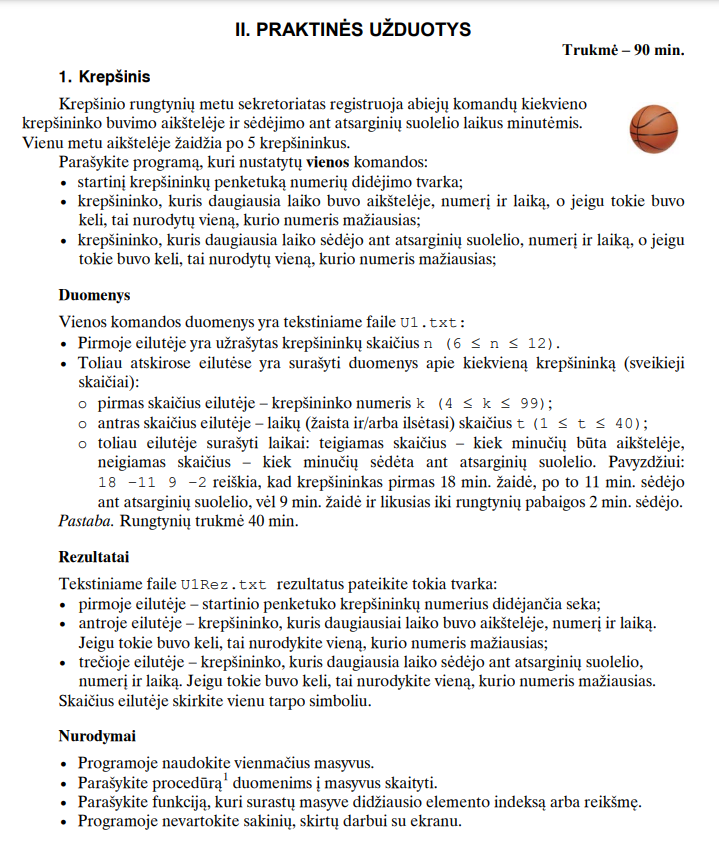 II. PRAKTINĖS UŽDUOTYS
Trukmė – 90 min.
1. Krepšinis
Krepšinio rungtynių metu sekretoriatas registruoja abiejų komandų kiekvieno
krepšininko buvimo aikštelėje ir sėdėjimo ant atsarginių suolelio laikus minutėmis.
Vienu metu aikštelėje žaidžia po 5 krepšininkus.
Parašykite programą, kuri nustatytų vienos komandos:
• startinį krepšininkų penketuką numerių didėjimo tvarka;
• krepšininko, kuris daugiausia laiko buvo aikštelėje, numerį ir laiką, o jeigu tokie buvo
keli, tai nurodytų vieną, kurio numeris mažiausias;
• krepšininko, kuris daugiausia laiko sėdėjo ant atsarginių suolelio, numerį ir laiką, o jeigu
tokie buvo keli, tai nurodytų vieną, kurio numeris mažiausias;
Duomenys
Vienos komandos duomenys yra tekstiniame faile U1.txt:
• Pirmoje eilutėje yra užrašytas krepšininkų skaičius n (6 ≤ n ≤ 12).
• Toliau atskirose eilutėse yra surašyti duomenys apie kiekvieną krepšininką (sveikieji
skaičiai):
o pirmas skaičius eilutėje – krepšininko numeris k (4 ≤ k ≤ 99);
o antras skaičius eilutėje – laikų (žaista ir/arba ilsėtasi) skaičius t (1 ≤ t ≤ 40);
o toliau eilutėje surašyti laikai: teigiamas skaičius – kiek minučių būta aikštelėje,
neigiamas skaičius – kiek minučių sėdėta ant atsarginių suolelio. Pavyzdžiui:
18 –11 9 –2 reiškia, kad krepšininkas pirmas 18 min. žaidė, po to 11 min. sėdėjo
ant atsarginių suolelio, vėl 9 min. žaidė ir likusias iki rungtynių pabaigos 2 min. sėdėjo.
Pastaba. Rungtynių trukmė 40 min.
Rezultatai
Tekstiniame faile U1Rez.txt rezultatus pateikite tokia tvarka:
• pirmoje eilutėje – startinio penketuko krepšininkų numerius didėjančia seka;
• antroje eilutėje – krepšininko, kuris daugiausiai laiko buvo aikštelėje, numerį ir laiką.
Jeigu tokie buvo keli, tai nurodykite vieną, kurio numeris mažiausias;
• trečioje eilutėje – krepšininko, kuris daugiausia laiko sėdėjo ant atsarginių suolelio,
numerį ir laiką. Jeigu tokie buvo keli, tai nurodykite vieną, kurio numeris mažiausias.
Skaičius eilutėje skirkite vienu tarpo simboliu.
Nurodymai
• Programoje naudokite vienmačius masyvus.
• Parašykite procedūrą¹ duomenims į masyvus skaityti.
• Parašykite funkciją, kuri surastų masyve didžiausio elemento indeksą arba reikšmę.
• Programoje nevartokite sakinių, skirtų darbui su ekranu.